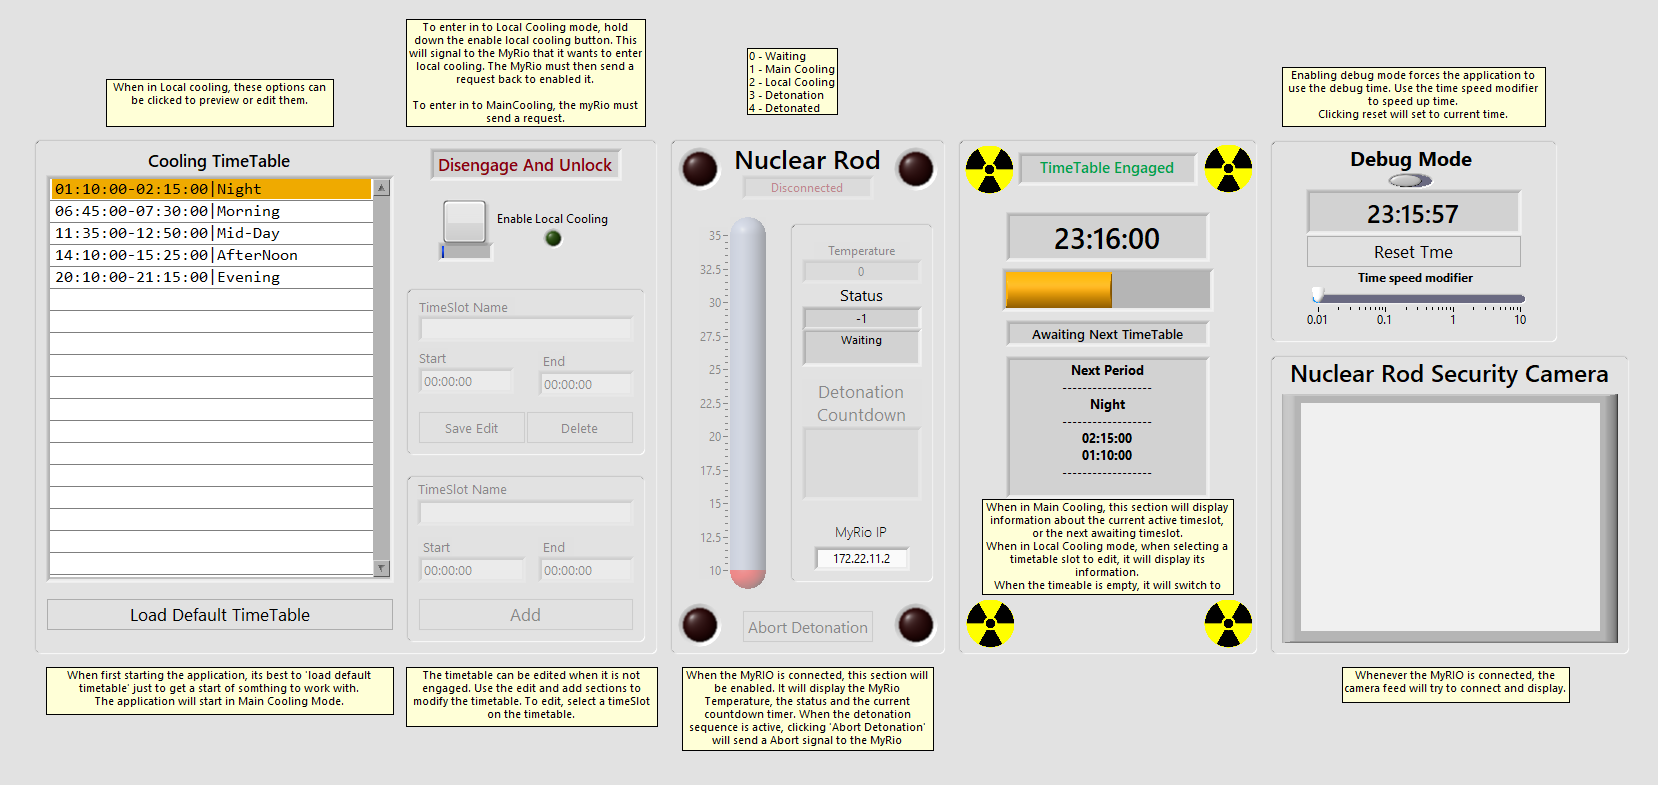 To enter in to Local Cooling mode, hold
down the enable local cooling button. This
will signal to the MyRio that it wants to enter
local cooling. The MyRio must then send a
request back to enabled it.
To enter in to MainCooling, the myRio must
send a request.
When in Local cooling, these options can
be clicked to preview or edit them.
0 - Waiting
1 - Main Cooling
2 - Local Cooling
3 - Detonation
4 - Detonated
Enabling debug mode forces the application to
use the debug time. Use the time speed modifier
to speed up time.
Clicking reset will set to current time.
Cooling TimeTable
01:10:00-02:15:00|Night
06:45:00-07:30:00|Morning
11:35:00-12:50:00|Mid-Day
14:10:00-15:25:00|AfterNoon
20:10:00-21:15:00|Evening
Load Default TimeTable
Disengage And Unlock
Enable Local Cooling
TimeSlot Name
Start
End
00:00:00
00:00:00
Save Edit
Delete
TimeSlot Name
Start
End
00:00:00
00:00:00
Add
Nuclear Rod
Disconnected
35
32.5
30
27.5
25
22.5
20
17.5
15
12.5
10
Temperature
0
Status
-1
Waiting
Detonation
Countdown
MyRio IP
172.22.11.2
Abort Detonation
TimeTable Engaged
23:16:00
Awaiting Next TimeTable
Next Period
-----------------
Night
-----------------
02:15:00
01:10:00
-----------------
When in Main Cooling, this section will display
information about the current active timeslot,
or the next awaiting timeslot.
When in Local Cooling mode, when selecting a
timetable slot to edit, it will display its
information.
When the timeable is empty, it will switch to
Debug Mode
23:15:57
Reset Tme
Time speed modifier
0.01
0.1
1
10
Nuclear Rod Security Camera
When first starting the application, its best to 'load default
timetable' just to get a start of somthing to work with.
The application will start in Main Cooling Mode.
The timetable can be edited when it is not
engaged. Use the edit and add sections to
modify the timetable. To edit, select a timeSlot
on the timetable.
When the MyRIO is connected, this section will
be enabled. It will display the MyRio
Temperature, the status and the current
countdown timer. When the detonation
sequence is active, clicking 'Abort Detonation'
will send a Abort signal to the MyRio
Whenever the MyRIO is connected, the
camera feed will try to connect and display.